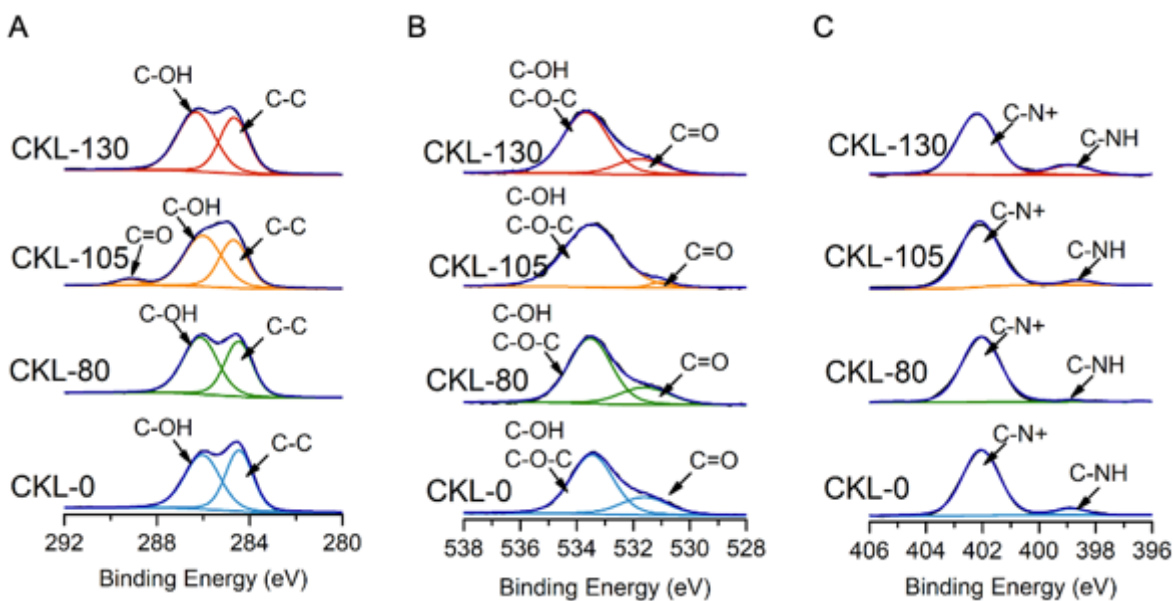 A
C-OH
C-C
CKL-130
C=O
C-OH
C-C
CKL-105
C-OH
C-C
CKL-80
C-OH
C-C
CKL-0
292 288 284 280
Binding Energy (eV)
B
C-OH
C-O-C
C=O
CKL-130
C-OH
C-O-C
C=O
CKL-105
C-OH
C-O-C
C=O
CKL-80
C-OH
C-O-C
C=O
CKL-0
538 536 534 532 530 528
Binding Energy (eV)
C
C-N+
C-NH
CKL-130
C-N+
C-NH
CKL-105
C-N+
C-NH
CKL-80
C-N+
C-NH
CKL-0
406 404 402 400 398 396
Binding Energy (eV)